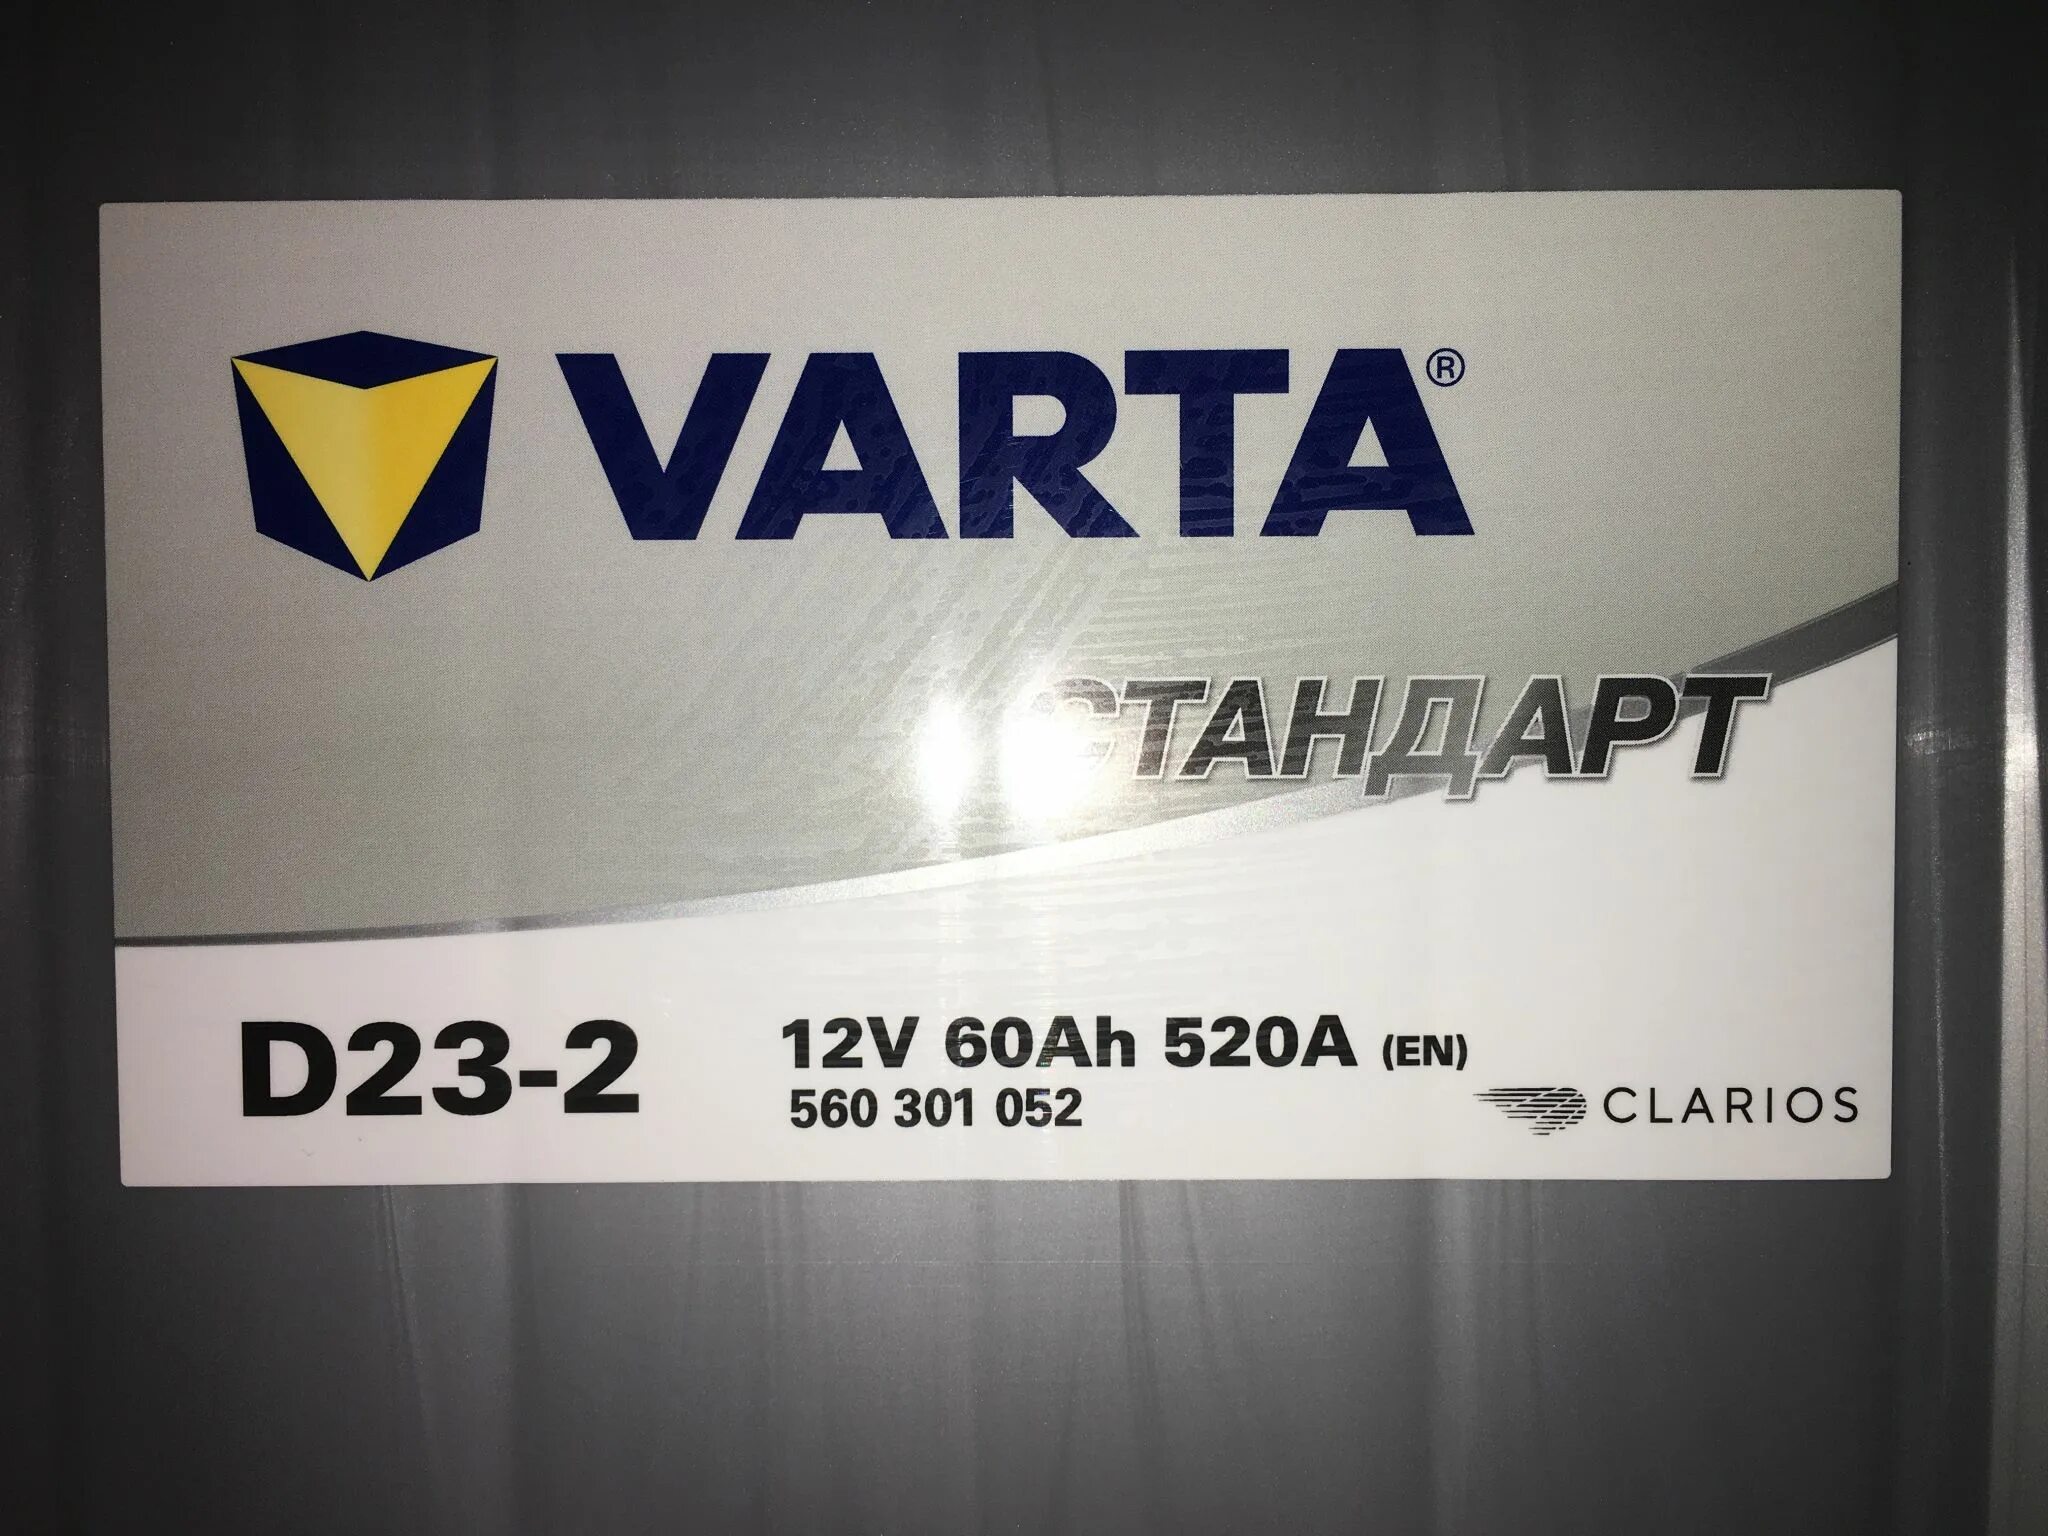 VARTA®
СТАНДАРТ
D23-2
12V 60Ah 520A (EN)
560 301 052
CLARIOS